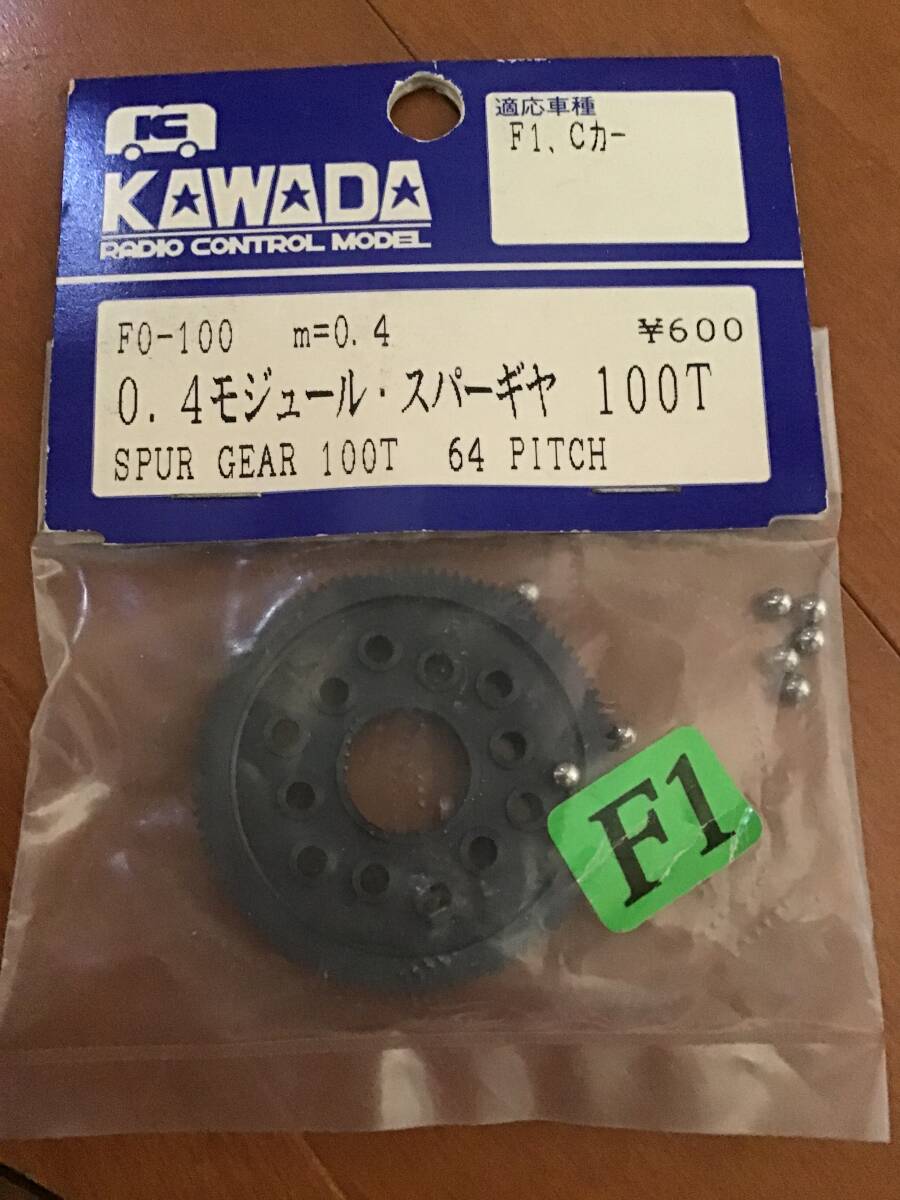 適応車種
F1、Cカー
KAWADA
RADIO CONTROL MODEL
F0-100 m=0.4 ¥600
0.4モジュール・スパーギヤ 100T
SPUR GEAR 100T 64 PITCH
F1